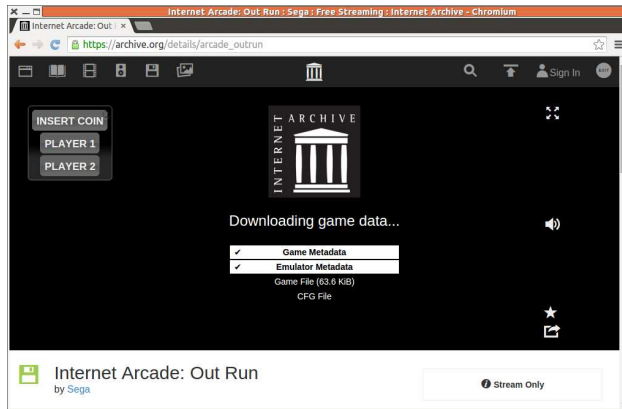 Internet Arcade: Out Run : Sega : Free Streaming : Internet Archive - Chromium
Internet Arcade: Out
https://archive.org/details/arcade_outrun
Sign In
EXIT
INSERT COIN
PLAYER 1
PLAYER 2
INTERNET
ARCHIVE
Downloading game data...
✔ Game Metadata
✔ Emulator Metadata
Game File (63.6 KiB)
CFG File
Internet Arcade: Out Run
by Sega
Stream Only